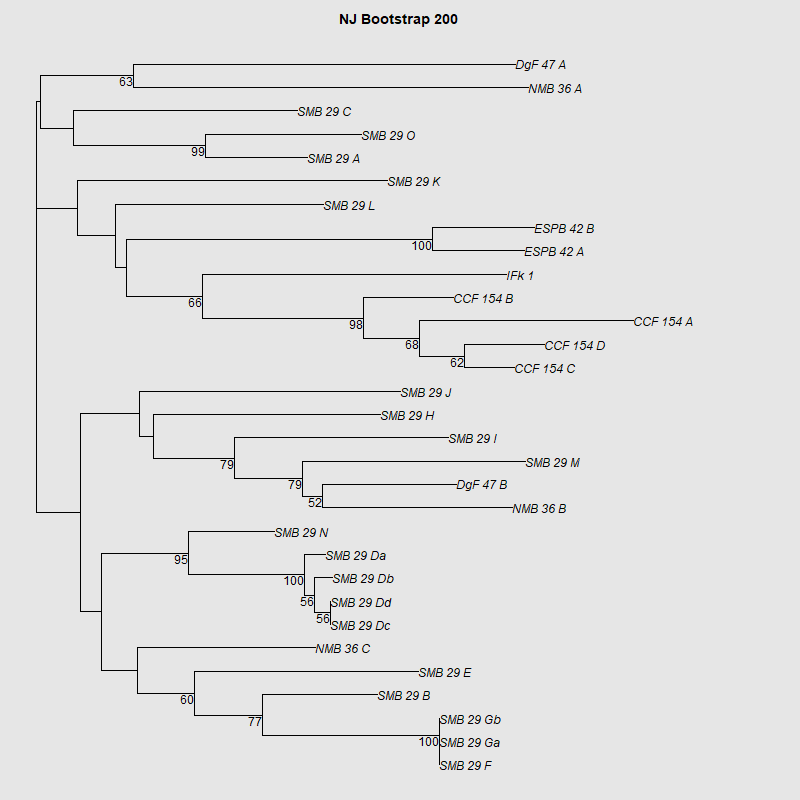 NJ Bootstrap 200
DgF 47 A
63
NMB 36 A
SMB 29 C
SMB 29 O
99
SMB 29 A
SMB 29 K
SMB 29 L
ESPB 42 B
100
ESPB 42 A
IFk 1
CCF 154 B
66
CCF 154 A
98
CCF 154 D
68
62
CCF 154 C
SMB 29 J
SMB 29 H
SMB 29 I
SMB 29 M
79
DgF 47 B
79
52
NMB 36 B
SMB 29 N
SMB 29 Da
95
SMB 29 Db
100
SMB 29 Dd
56
56
SMB 29 Dc
NMB 36 C
SMB 29 E
SMB 29 B
60
SMB 29 Gb
77
100
SMB 29 Ga
SMB 29 F